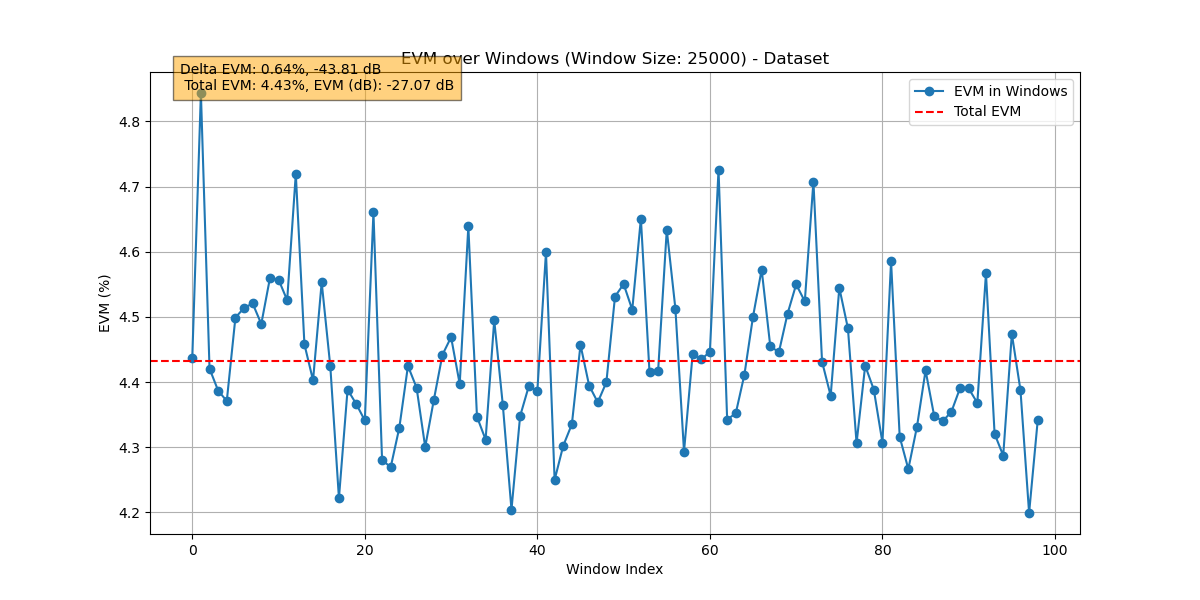 EVM over Windows (Window Size: 25000) - Dataset
Delta EVM: 0.64%, -43.81 dB
Total EVM: 4.43%, EVM (dB): -27.07 dB
EVM in Windows
Total EVM
4.8
4.7
4.6
4.5
4.4
4.3
4.2
EVM (%)
0
20
40
60
80
100
Window Index